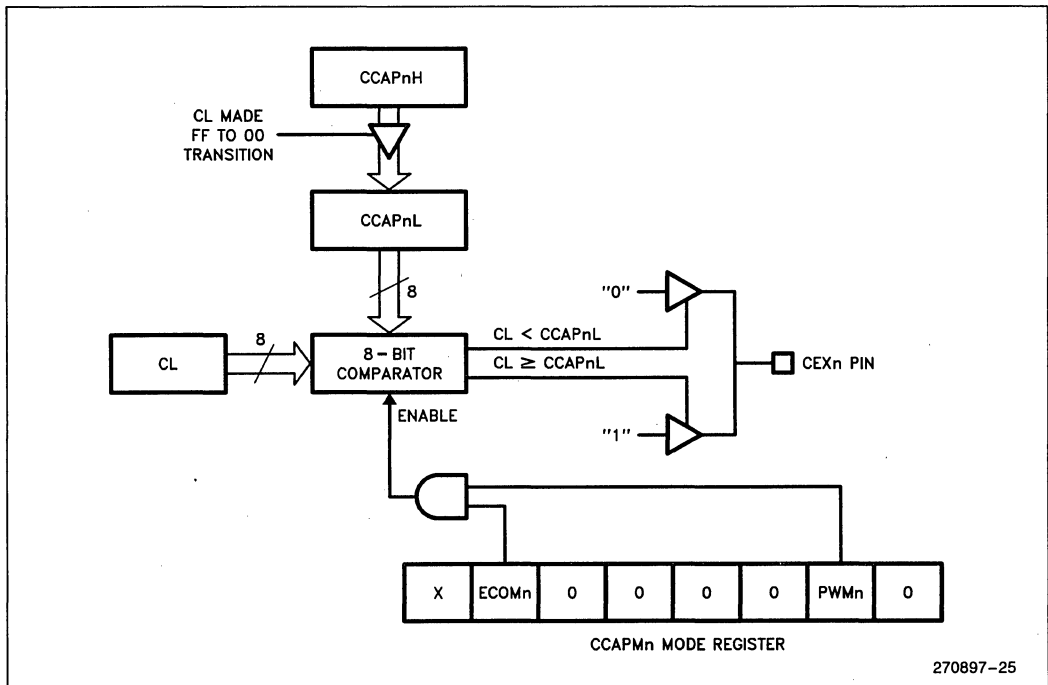 CCAPnH
CL MADE
FF TO 00
TRANSITION
CCAPnL
8
"0"
CL
8
8-BIT
COMPARATOR
CL < CCAPnL
CL ≥ CCAPnL
CEXn PIN
ENABLE
"1"
X ECOMn 0 0 0 0 PWMn 0
CCAPMn MODE REGISTER
270897-25